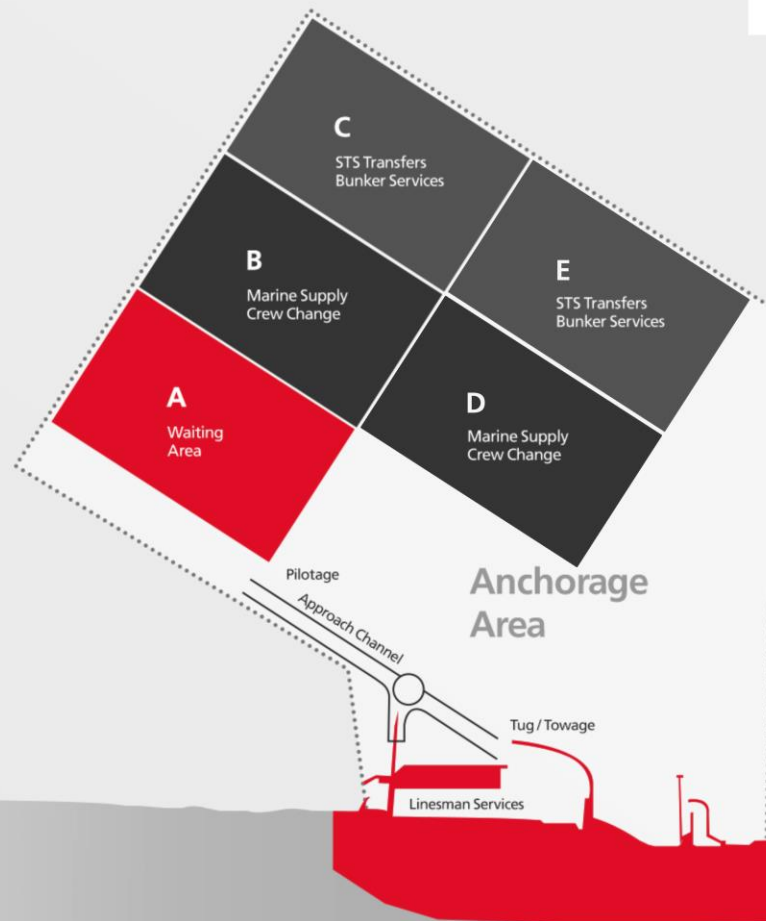 C
STS Transfers
Bunker Services
B
Marine Supply
Crew Change
E
STS Transfers
Bunker Services
A
Waiting
Area
D
Marine Supply
Crew Change
Pilotage
Approach Channel
Anchorage
Area
Tug / Towage
Linesman Services